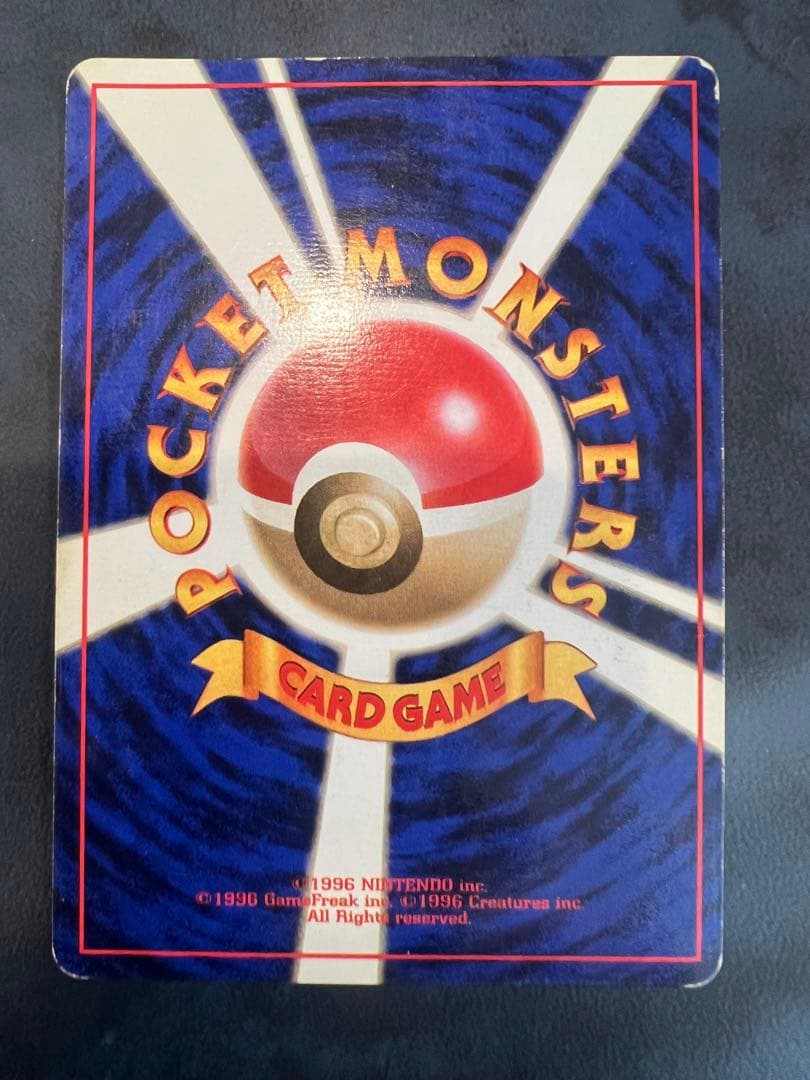 POCKET MONSTERS
CARD GAME
©1996 NINTENDO inc.
©1996 GameFreak inc. ©1996 Creatures inc.
All Rights reserved.